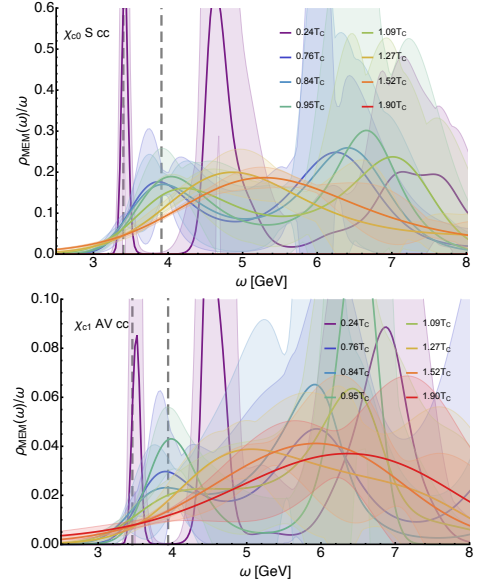 0.6
0.5
0.4
0.3
0.2
0.1
0.0
ρMEM(ω)/ω
χc0 S cc
0.24TC 1.09TC
0.76TC 1.27TC
0.84TC 1.52TC
0.95TC 1.90TC
3 4 5 6 7 8
ω [GeV]
0.10
0.08
0.06
0.04
0.02
0.00
ρMEM(ω)/ω
χc1 AV cc
0.24TC 1.09TC
0.76TC 1.27TC
0.84TC 1.52TC
0.95TC 1.90TC
3 4 5 6 7 8
ω [GeV]